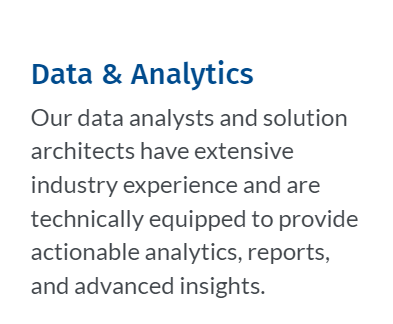 Data & Analytics
Our data analysts and solution
architects have extensive
industry experience and are
technically equipped to provide
actionable analytics, reports,
and advanced insights.